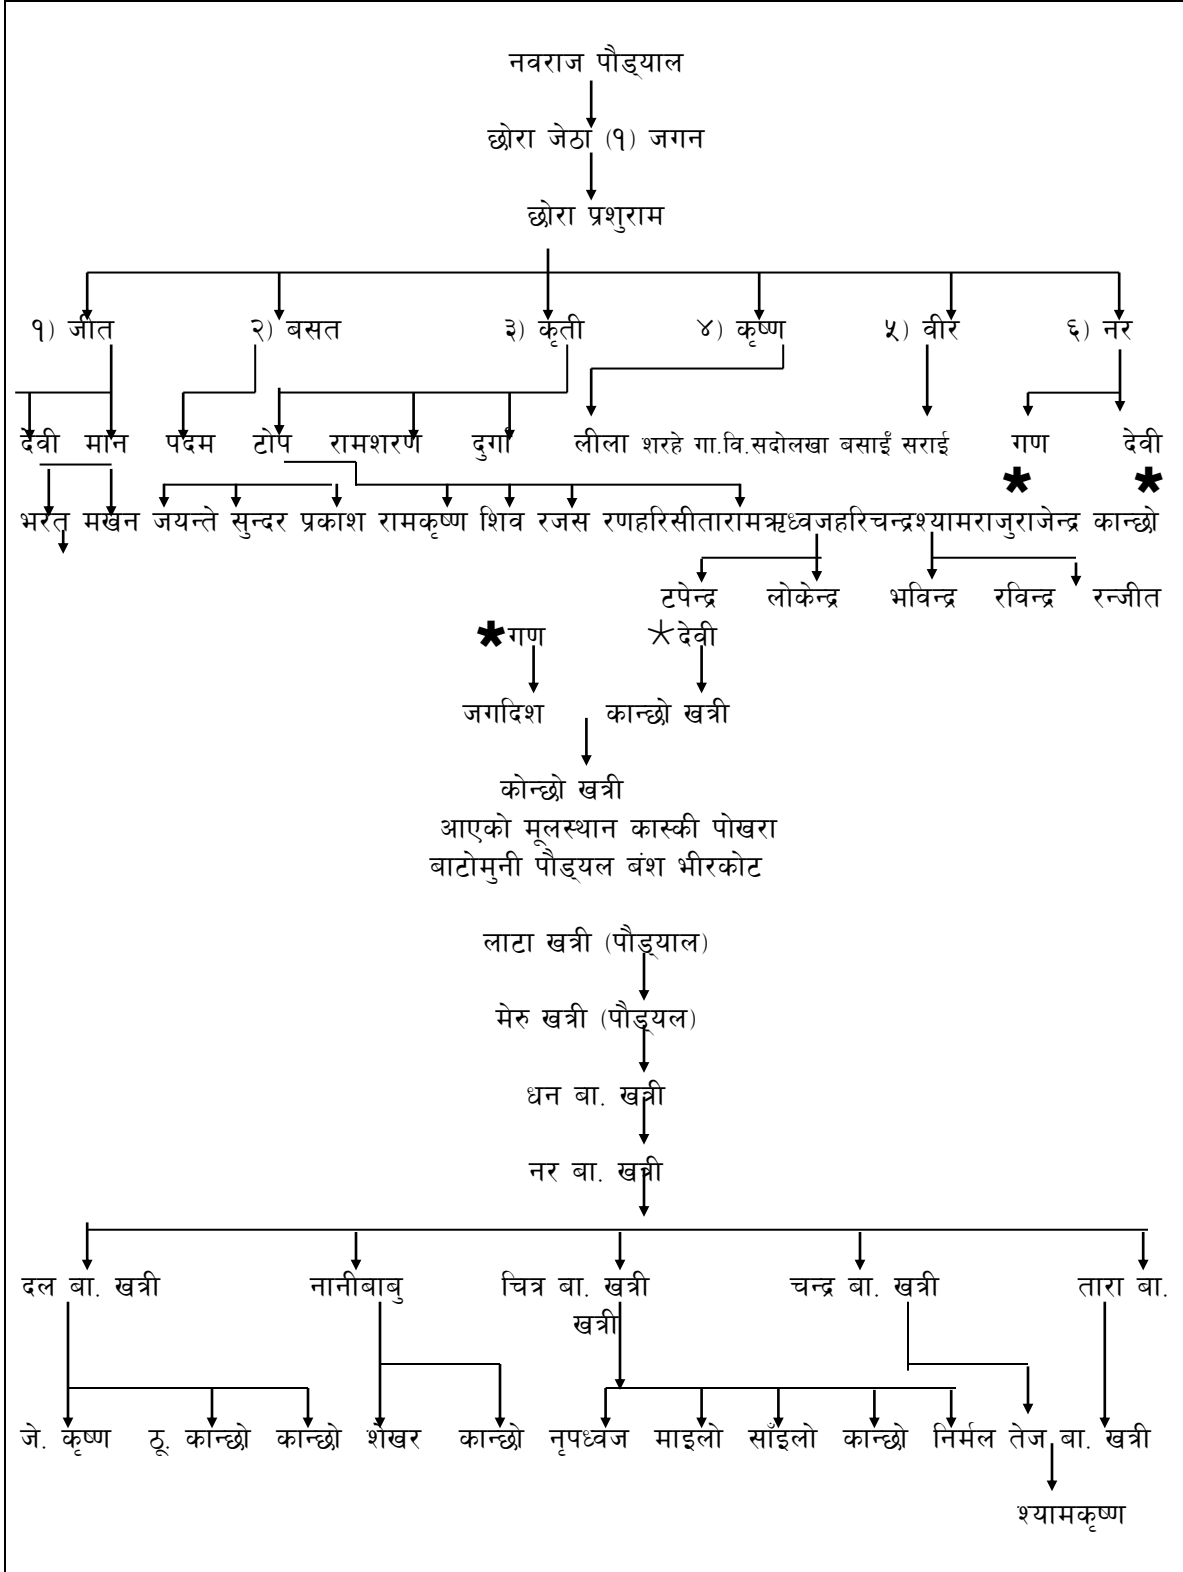 नवराज पौड्याल
छोरा जेठा (१) जगन
छोरा प्रशुराम
१) जीत २) बसत ३) कृती ४) कृष्ण ५) वीर ६) नर
देवी मान पदम टोप रामशरण दुर्गा लीला शरहे गा.वि.सदोलखा बसाइँ सराई गण देवी
* *
भरत मखन जयन्ते सुन्दर प्रकाश रामकृष्ण शिव रजस रणहरिसीतारामऋध्वजहरिचन्द्रश्यामराजुराजेन्द्र कान्छो
टपेन्द्र लोकेन्द्र भविन्द्र रविन्द्र रन्जीत
*गण *देवी
जगदिश कान्छो खत्री
कोन्छो खत्री
आएको मूलस्थान कास्की पोखरा
बाटोमुनी पौड्यल बंश भीरकोट
लाटा खत्री (पौड्याल)
मेरु खत्री (पौड्यल)
धन बा. खत्री
नर बा. खत्री
दल बा. खत्री नानीबाबु चित्र बा. खत्री चन्द्र बा. खत्री तारा बा.
खत्री
जे. कृष्ण ठू. कान्छो कान्छो शेखर कान्छो नृपध्वज माइलो साँइलो कान्छो निर्मल तेज बा. खत्री
श्यामकृष्ण